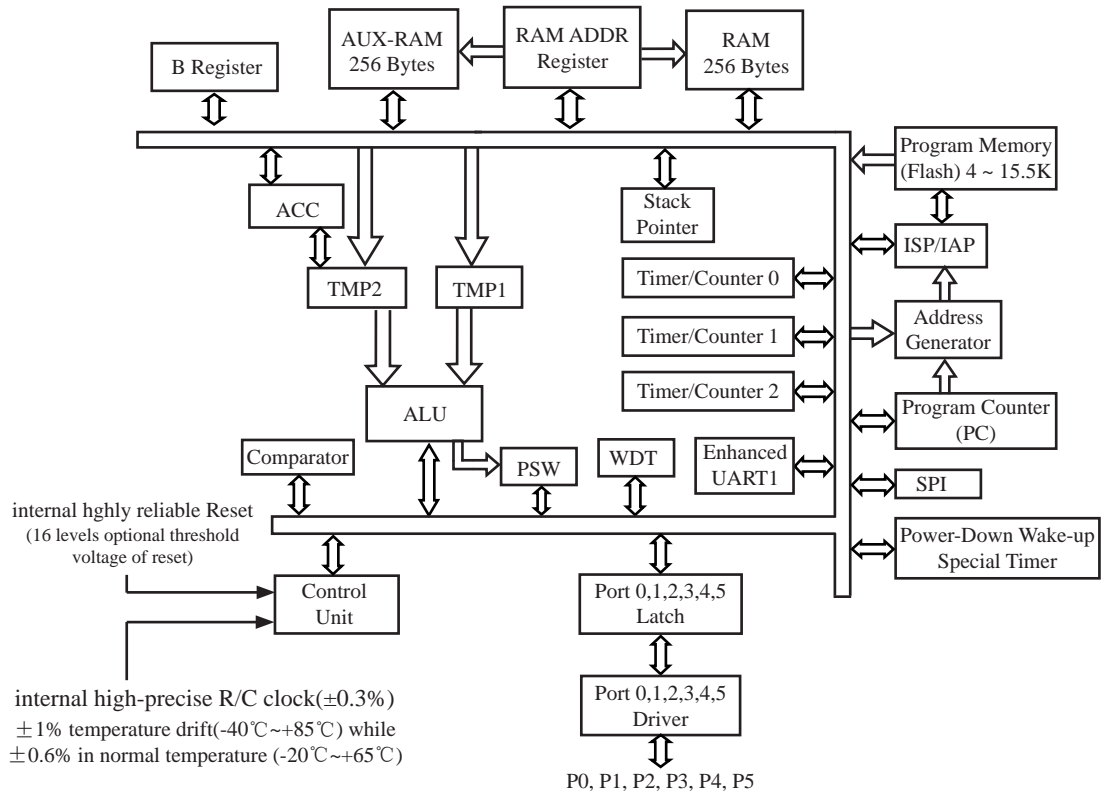 B Register
AUX-RAM
256 Bytes
RAM ADDR
Register
RAM
256 Bytes
Program Memory
(Flash) 4 ~ 15.5K
ACC
Stack
Pointer
ISP/IAP
TMP2
TMP1
Timer/Counter 0
Timer/Counter 1
Address
Generator
Timer/Counter 2
ALU
Program Counter
(PC)
Comparator
PSW
WDT
Enhanced
UART1
SPI
internal hghly reliable Reset
(16 levels optional threshold
voltage of reset)
Power-Down Wake-up
Special Timer
Control
Unit
Port 0,1,2,3,4,5
Latch
internal high-precise R/C clock(±0.3%)
±1% temperature drift(-40℃~+85℃) while
±0.6% in normal temperature (-20℃~+65℃)
Port 0,1,2,3,4,5
Driver
P0, P1, P2, P3, P4, P5